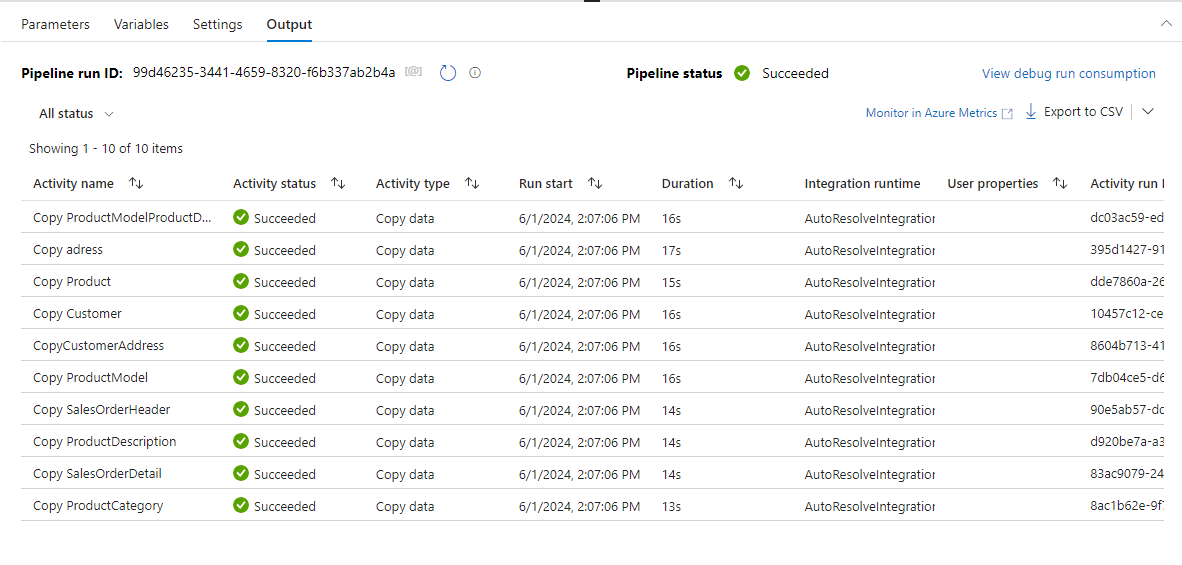 Parameters Variables Settings Output
Pipeline run ID: 99d46235-3441-4659-8320-f6b337ab2b4a [@] Pipeline status Succeeded View debug run consumption
All status Monitor in Azure Metrics Export to CSV
Showing 1 - 10 of 10 items
Activity name Activity status Activity type Run start Duration Integration runtime User properties Activity run
Copy ProductModelProductD... Succeeded Copy data 6/1/2024, 2:07:06 PM 16s AutoResolveIntegration dc03ac59-ed
Copy adress Succeeded Copy data 6/1/2024, 2:07:06 PM 17s AutoResolveIntegration 395d1427-91
Copy Product Succeeded Copy data 6/1/2024, 2:07:06 PM 15s AutoResolveIntegration dde7860a-26
Copy Customer Succeeded Copy data 6/1/2024, 2:07:06 PM 16s AutoResolveIntegration 10457c12-ce
CopyCustomerAddress Succeeded Copy data 6/1/2024, 2:07:06 PM 16s AutoResolveIntegration 8604b713-41
Copy ProductModel Succeeded Copy data 6/1/2024, 2:07:06 PM 16s AutoResolveIntegration 7db04ce5-d6
Copy SalesOrderHeader Succeeded Copy data 6/1/2024, 2:07:06 PM 14s AutoResolveIntegration 90e5ab57-dc
Copy ProductDescription Succeeded Copy data 6/1/2024, 2:07:06 PM 14s AutoResolveIntegration d920be7a-a3
Copy SalesOrderDetail Succeeded Copy data 6/1/2024, 2:07:06 PM 14s AutoResolveIntegration 83ac9079-24
Copy ProductCategory Succeeded Copy data 6/1/2024, 2:07:06 PM 13s AutoResolveIntegration 8ac1b62e-9f